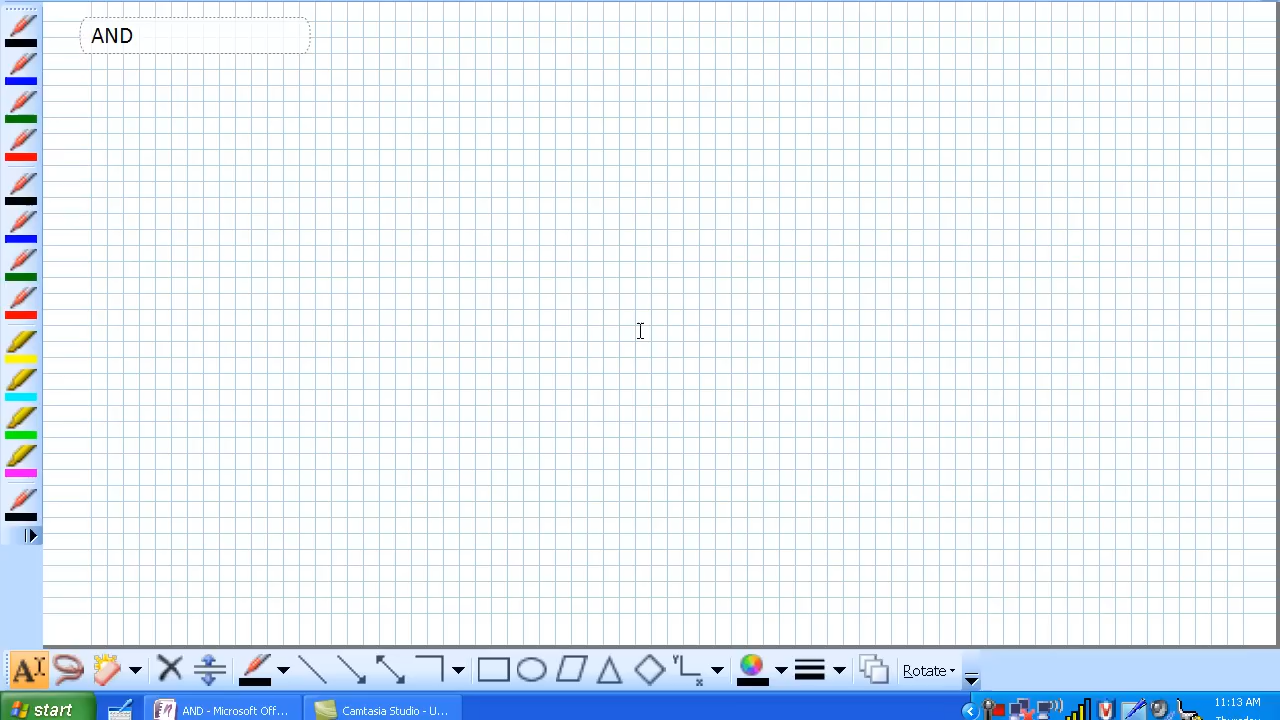 AND
Rotate
start
AND - Microsoft Off...
Camtasia Studio - U...
11:13 AM